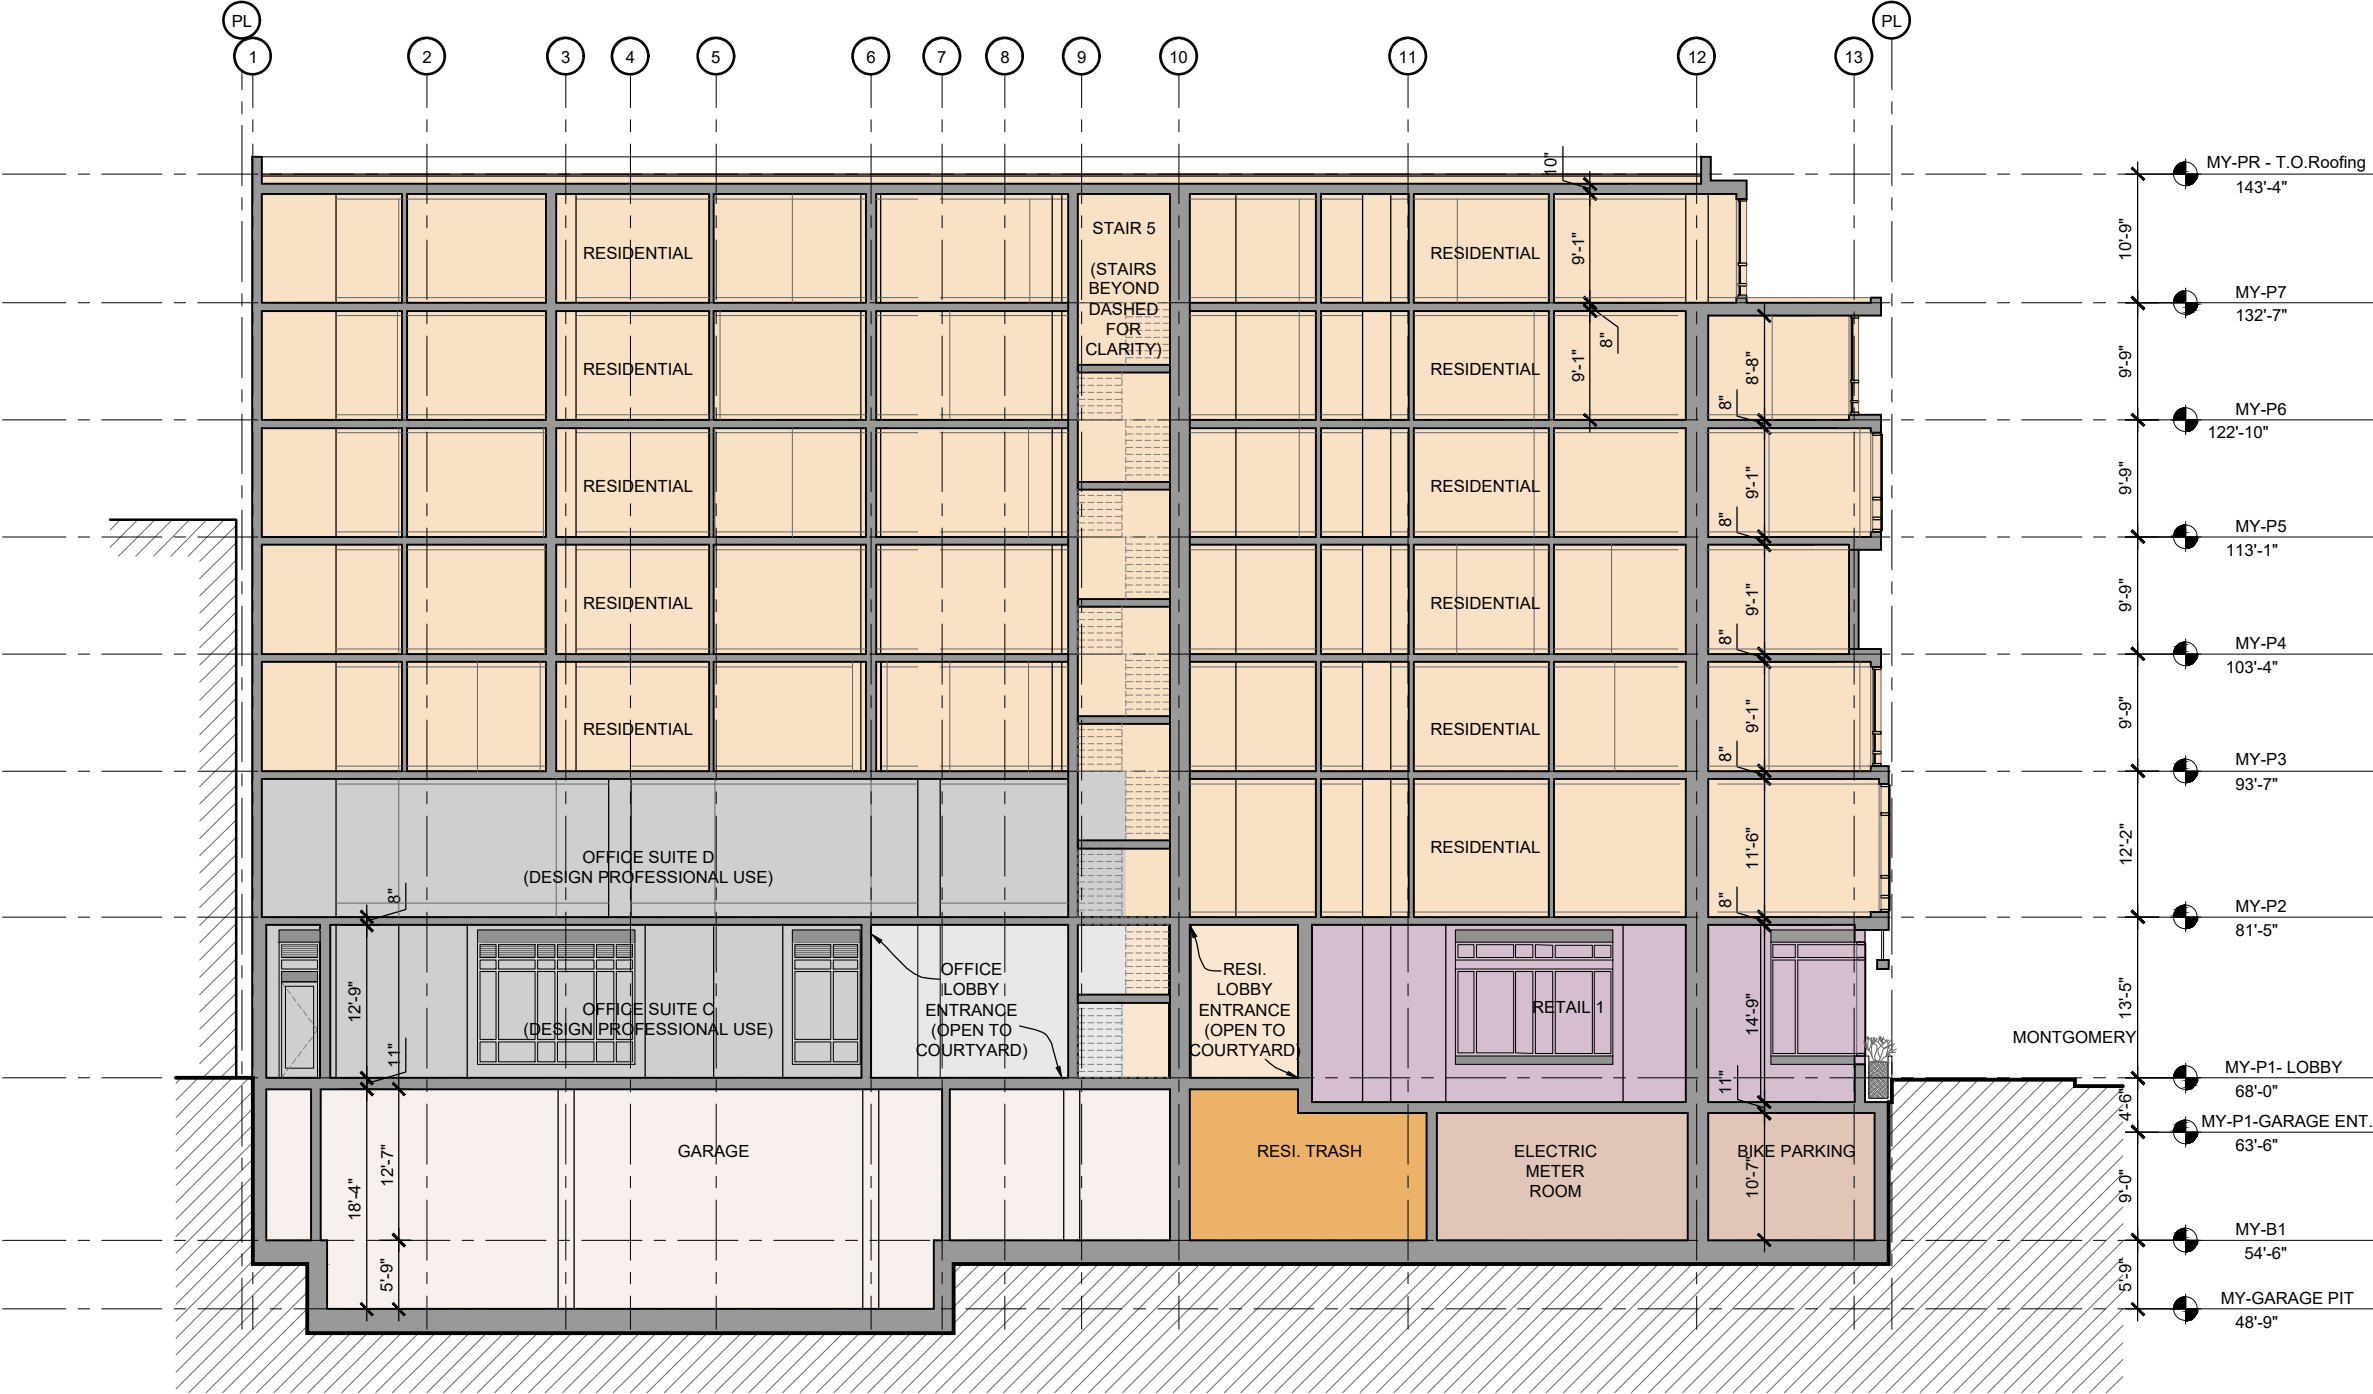 PL
PL
1
2
3
4
5
6
7
8
9
10
11
12
13
MY-PR - T.O.Roofing
143'-4"
10'-9"
MY-P7
132'-7"
9'-9"
MY-P6
122'-10"
9'-9"
MY-P5
113'-1"
9'-9"
MY-P4
103'-4"
9'-9"
MY-P3
93'-7"
12'-2"
MY-P2
81'-5"
13'-5"
MONTGOMERY
MY-P1- LOBBY
68'-0"
4'-6"
MY-P1-GARAGE ENT.
63'-6"
9'-0"
MY-B1
54'-6"
5'-9"
MY-GARAGE PIT
48'-9"
10"
RESIDENTIAL
STAIR 5
(STAIRS
BEYOND
DASHED
FOR
CLARITY)
RESIDENTIAL
9'-1"
8"
RESIDENTIAL
RESIDENTIAL
9'-1"
8'-8"
8"
RESIDENTIAL
RESIDENTIAL
9'-1"
8"
RESIDENTIAL
RESIDENTIAL
9'-1"
8"
RESIDENTIAL
RESIDENTIAL
9'-1"
8"
OFFICE SUITE D
(DESIGN PROFESSIONAL USE)
8"
RESIDENTIAL
11'-6"
8"
12'-9"
OFFICE SUITE C
(DESIGN PROFESSIONAL USE)
11"
OFFICE
LOBBY
ENTRANCE
(OPEN TO
COURTYARD)
RESI.
LOBBY
ENTRANCE
(OPEN TO
COURTYARD)
RETAIL 1
14'-9"
11"
18'-4"
12'-7"
5'-9"
GARAGE
RESI. TRASH
ELECTRIC
METER
ROOM
BIKE PARKING
10'-7"